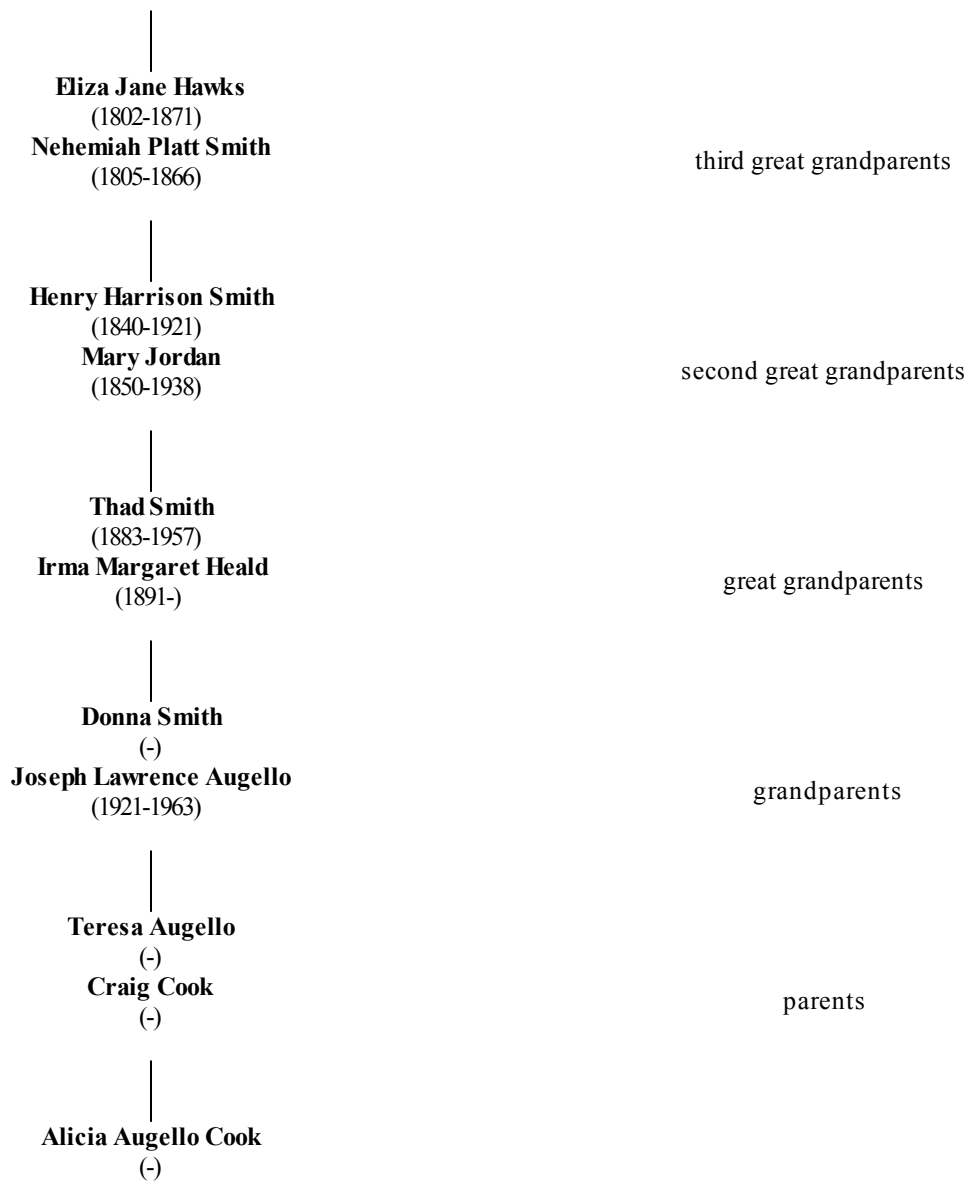 Eliza Jane Hawks
(1802-1871)
Nehemiah Platt Smith
third great grandparents
(1805-1866)
Henry Harrison Smith
(1840-1921)
Mary Jordan
second great grandparents
(1850-1938)
Thad Smith
(1883-1957)
Irma Margaret Heald
great grandparents
(1891-)
Donna Smith
(-)
Joseph Lawrence Augello
grandparents
(1921-1963)
Teresa Augello
(-)
Craig Cook
parents
(-)
Alicia Augello Cook
(-)